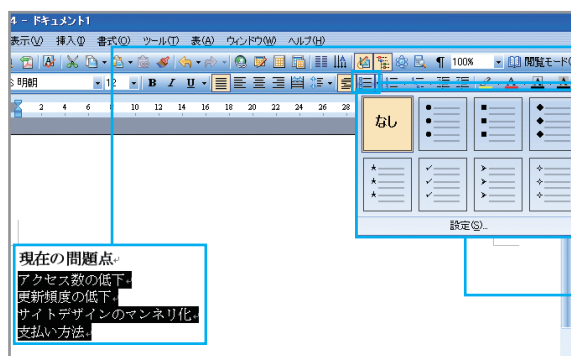 4 - ドキュメント1
表示(V) 挿入(I) 書式(O) ツール(T) 表(A) ウィンドウ(W) ヘルプ(H)
100% 閲覧モード(
明朝 12 B I U
2 4 6 8 10 12 14 16 18 20 22 24 26 28
なし
設定(S)...
現在の問題点
アクセス数の低下
更新頻度の低下
サイトデザインのマンネリ化
支払い方法